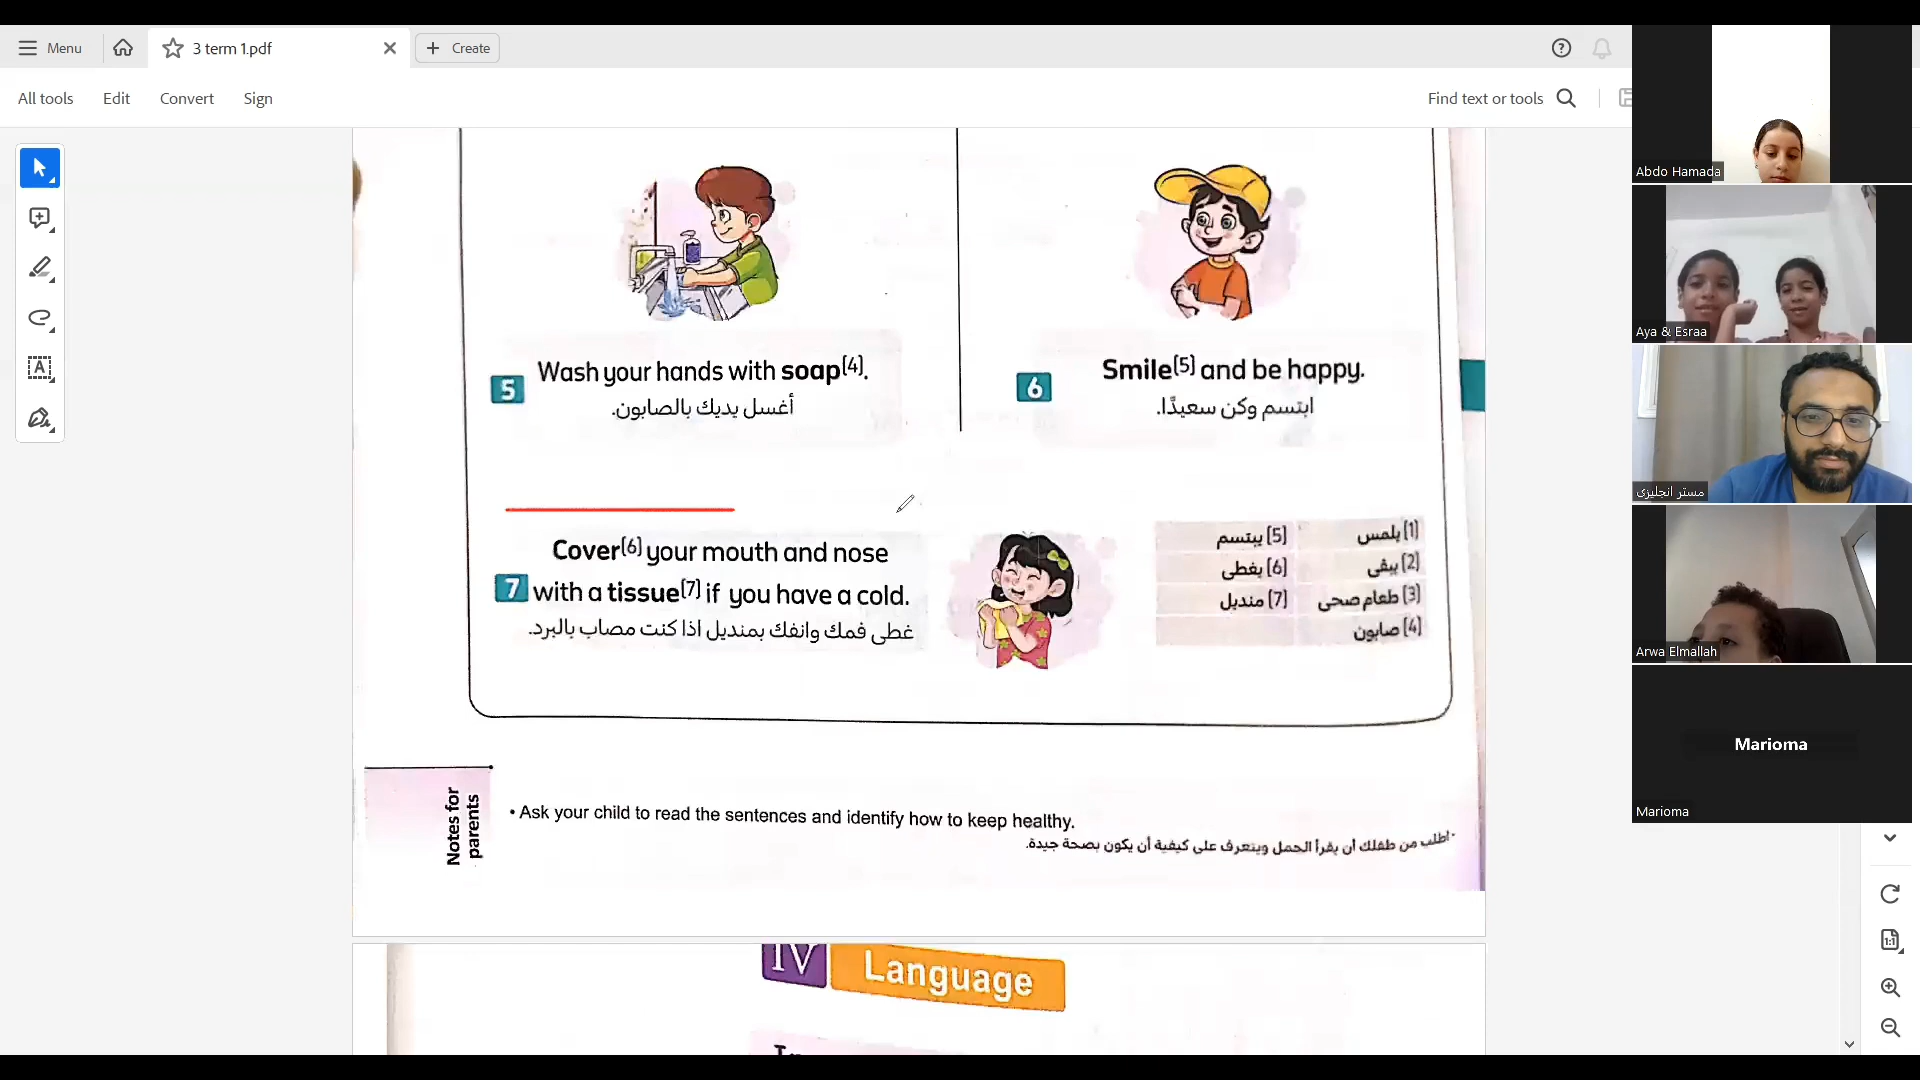 Menu
3 term 1.pdf
Create
All tools
Edit
Convert
Sign
Find text or tools
5
Wash your hands with soap[4].
أغسل يديك بالصابون.
6
Smile[5] and be happy.
ابتسم وكن سعيدًا.
7
Cover[6] your mouth and nose
with a tissue[7] if you have a cold.
غطى فمك وانفك بمنديل اذا كنت مصاب بالبرد.
[1] يلمس
[5] يبتسم
[2] يبقى
[6] يغطى
[3] طعام صحى
[7] منديل
[4] صابون
Notes for
parents
• Ask your child to read the sentences and identify how to keep healthy.
• اطلب من طفلك أن يقرأ الجمل ويتعرف على كيفية أن يكون بصحة جيدة.
IV
Language
Abdo Hamada
Aya & Esraa
مستر انجليزى
Arwa Elmallah
Marioma
Marioma